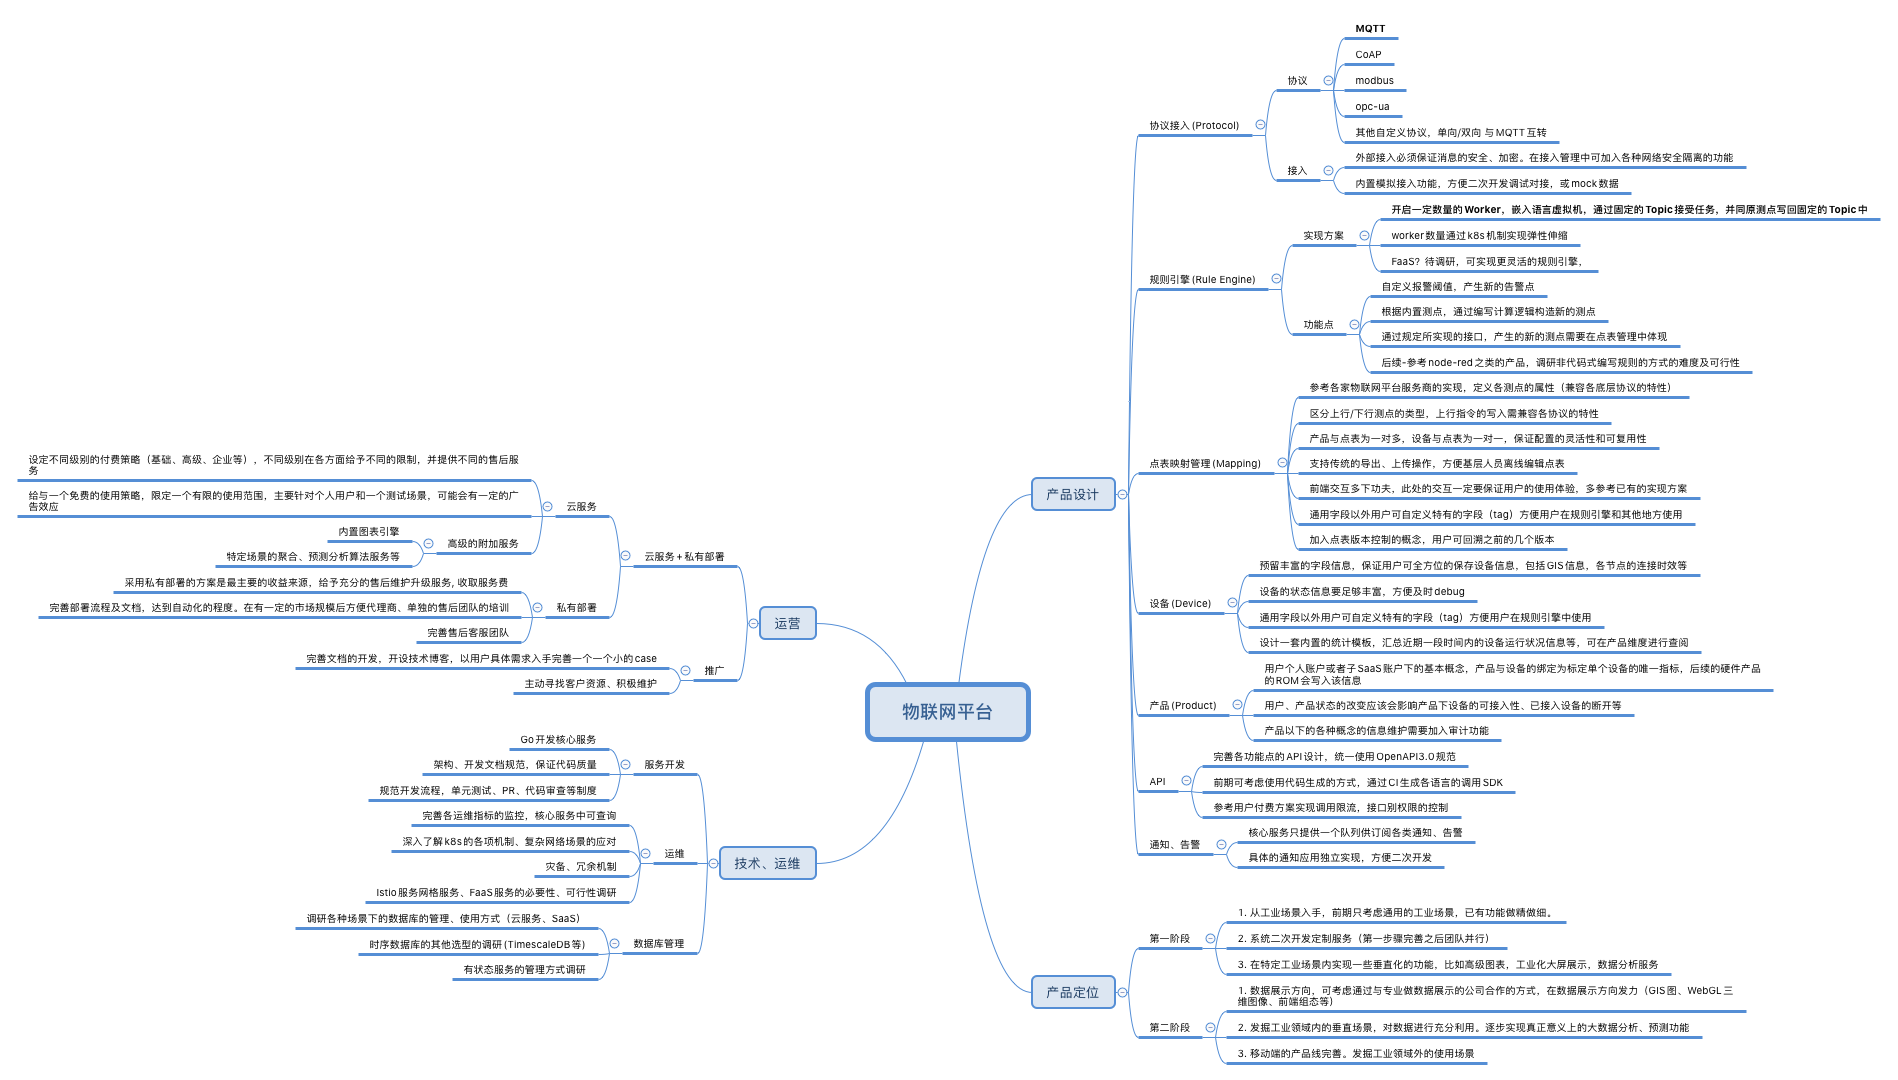 物联网平台
产品设计
协议接入 (Protocol)
协议
MQTT
CoAP
modbus
opc-ua
其他自定义协议，单向/双向 与 MQTT 互转
接入
外部接入必须保证消息的安全、加密。在接入管理中可加入各种网络安全隔离的功能
内置模拟接入功能，方便二次开发调试对接，或 mock 数据
规则引擎 (Rule Engine)
实现方案
开启一定数量的 Worker，嵌入语言虚拟机，通过固定的 Topic 接受任务，并同原测点写回固定的 Topic 中
worker 数量通过 k8s 机制实现弹性伸缩
FaaS？待调研，可实现更灵活的规则引擎，
功能点
自定义报警阈值，产生新的告警点
根据内置测点，通过编写计算逻辑构造新的测点
通过规定所实现的接口，产生的新的测点需要在点表管理中体现
后续-参考 node-red 之类的产品，调研非代码式编写规则的方式的难度及可行性
点表映射管理 (Mapping)
参考各家物联网平台服务商的实现，定义各测点的属性（兼容各底层协议的特性）
区分上行/下行测点的类型，上行指令的写入需兼容各协议的特性
产品与点表为一对多，设备与点表为一对一，保证配置的灵活性和可复用性
支持传统的导出、上传操作，方便基层人员离线编辑点表
前端交互多下功夫，此处的交互一定要保证用户的使用体验，多参考已有的实现方案
通用字段以外用户可自定义特有的字段（tag）方便用户在规则引擎和其他地方使用
加入点表版本控制的概念，用户可回溯之前的几个版本
设备 (Device)
预留丰富的字段信息，保证用户可全方位的保存设备信息，包括 GIS 信息，各节点的连接时效等
设备的状态信息要足够丰富，方便及时 debug
通用字段以外用户可自定义特有的字段（tag）方便用户在规则引擎中使用
设计一套内置的统计模板，汇总近期一段时间内的设备运行状况信息等，可在产品维度进行查阅
产品 (Product)
用户个人账户或者子 SaaS 账户下的基本概念，产品与设备的绑定为标定单个设备的唯一指标，后续的硬件产品
的 ROM 会写入该信息
用户、产品状态的改变应该会影响产品下设备的可接入性、已接入设备的断开等
产品以下的各种概念的信息维护需要加入审计功能
API
完善各功能点的 API 设计，统一使用 OpenAPI3.0 规范
前期可考虑使用代码生成的方式，通过 CI 生成各语言的调用 SDK
参考用户付费方案实现调用限流，接口别权限的控制
通知、告警
核心服务只提供一个队列供订阅各类通知、告警
具体的通知应用独立实现，方便二次开发
产品定位
第一阶段
1. 从工业场景入手，前期只考虑通用的工业场景，已有功能做精做细。
2. 系统二次开发定制服务（第一步骤完善之后团队并行）
3. 在特定工业场景内实现一些垂直化的功能，比如高级图表，工业化大屏展示，数据分析服务
第二阶段
1. 数据展示方向，可考虑通过与专业做数据展示的公司合作的方式，在数据展示方向发力（GIS 图、WebGL 三
维图像、前端组态等）
2. 发掘工业领域内的垂直场景，对数据进行充分利用。逐步实现真正意义上的大数据分析、预测功能
3. 移动端的产品线完善。发掘工业领域外的使用场景
运营
云服务 + 私有部署
云服务
设定不同级别的付费策略（基础、高级、企业等），不同级别在各方面给予不同的限制，并提供不同的售后服
务
给与一个免费的使用策略，限定一个有限的使用范围，主要针对个人用户和一个测试场景，可能会有一定的广
告效应
高级的附加服务
内置图表引擎
特定场景的聚合、预测分析算法服务等
私有部署
采用私有部署的方案是最主要的收益来源，给予充分的售后维护升级服务, 收取服务费
完善部署流程及文档，达到自动化的程度。在有一定的市场规模后方便代理商、单独的售后团队的培训
完善售后客服团队
推广
完善文档的开发，开设技术博客，以用户具体需求入手完善一个一个小的 case
主动寻找客户资源、积极维护
技术、运维
服务开发
Go 开发核心服务
架构、开发文档规范，保证代码质量
规范开发流程，单元测试、PR、代码审查等制度
运维
完善各运维指标的监控，核心服务中可查询
深入了解 k8s 的各项机制、复杂网络场景的应对
灾备、冗余机制
Istio 服务网格服务、FaaS 服务的必要性、可行性调研
数据库管理
调研各种场景下的数据库的管理、使用方式（云服务、SaaS）
时序数据库的其他选型的调研 (TimescaleDB 等)
有状态服务的管理方式调研